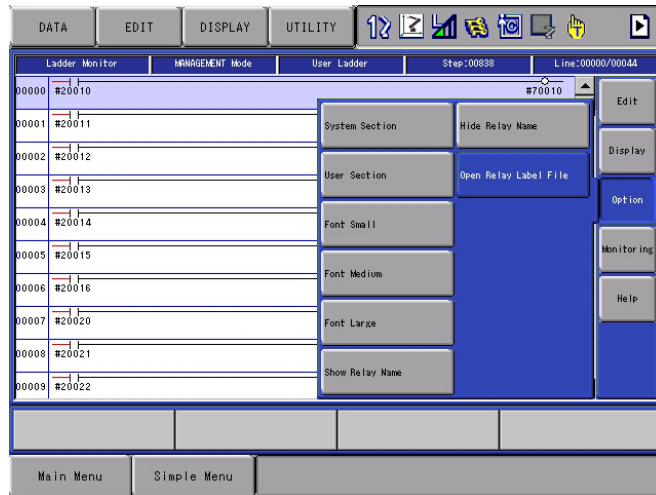 DATA EDIT DISPLAY UTILITY
Ladder Monitor MANAGEMENT Mode User Ladder Step:00838 Line:00000/00044
00000 #20010 #70010
00001 #20011
00002 #20012
00003 #20013
00004 #20014
00005 #20015
00006 #20016
00007 #20020
00008 #20021
00009 #20022
System Section Hide Relay Name
User Section Open Relay Label File
Font Small
Font Medium
Font Large
Show Relay Name
Edit
Display
Option
Monitoring
Help
Main Menu Simple Menu